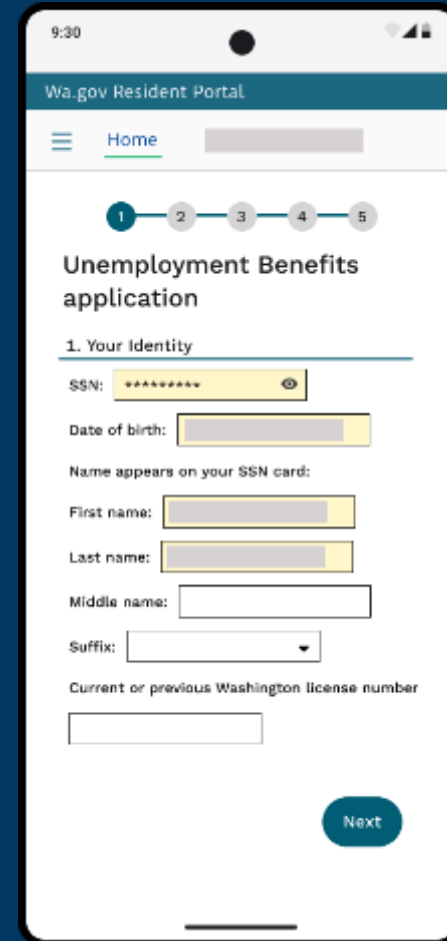 9:30
Wa.gov Resident Portal
Home
1 2 3 4 5
Unemployment Benefits
application
1. Your Identity
SSN: *********
Date of birth:
Name appears on your SSN card:
First name:
Last name:
Middle name:
Suffix:
Current or previous Washington license number
Next